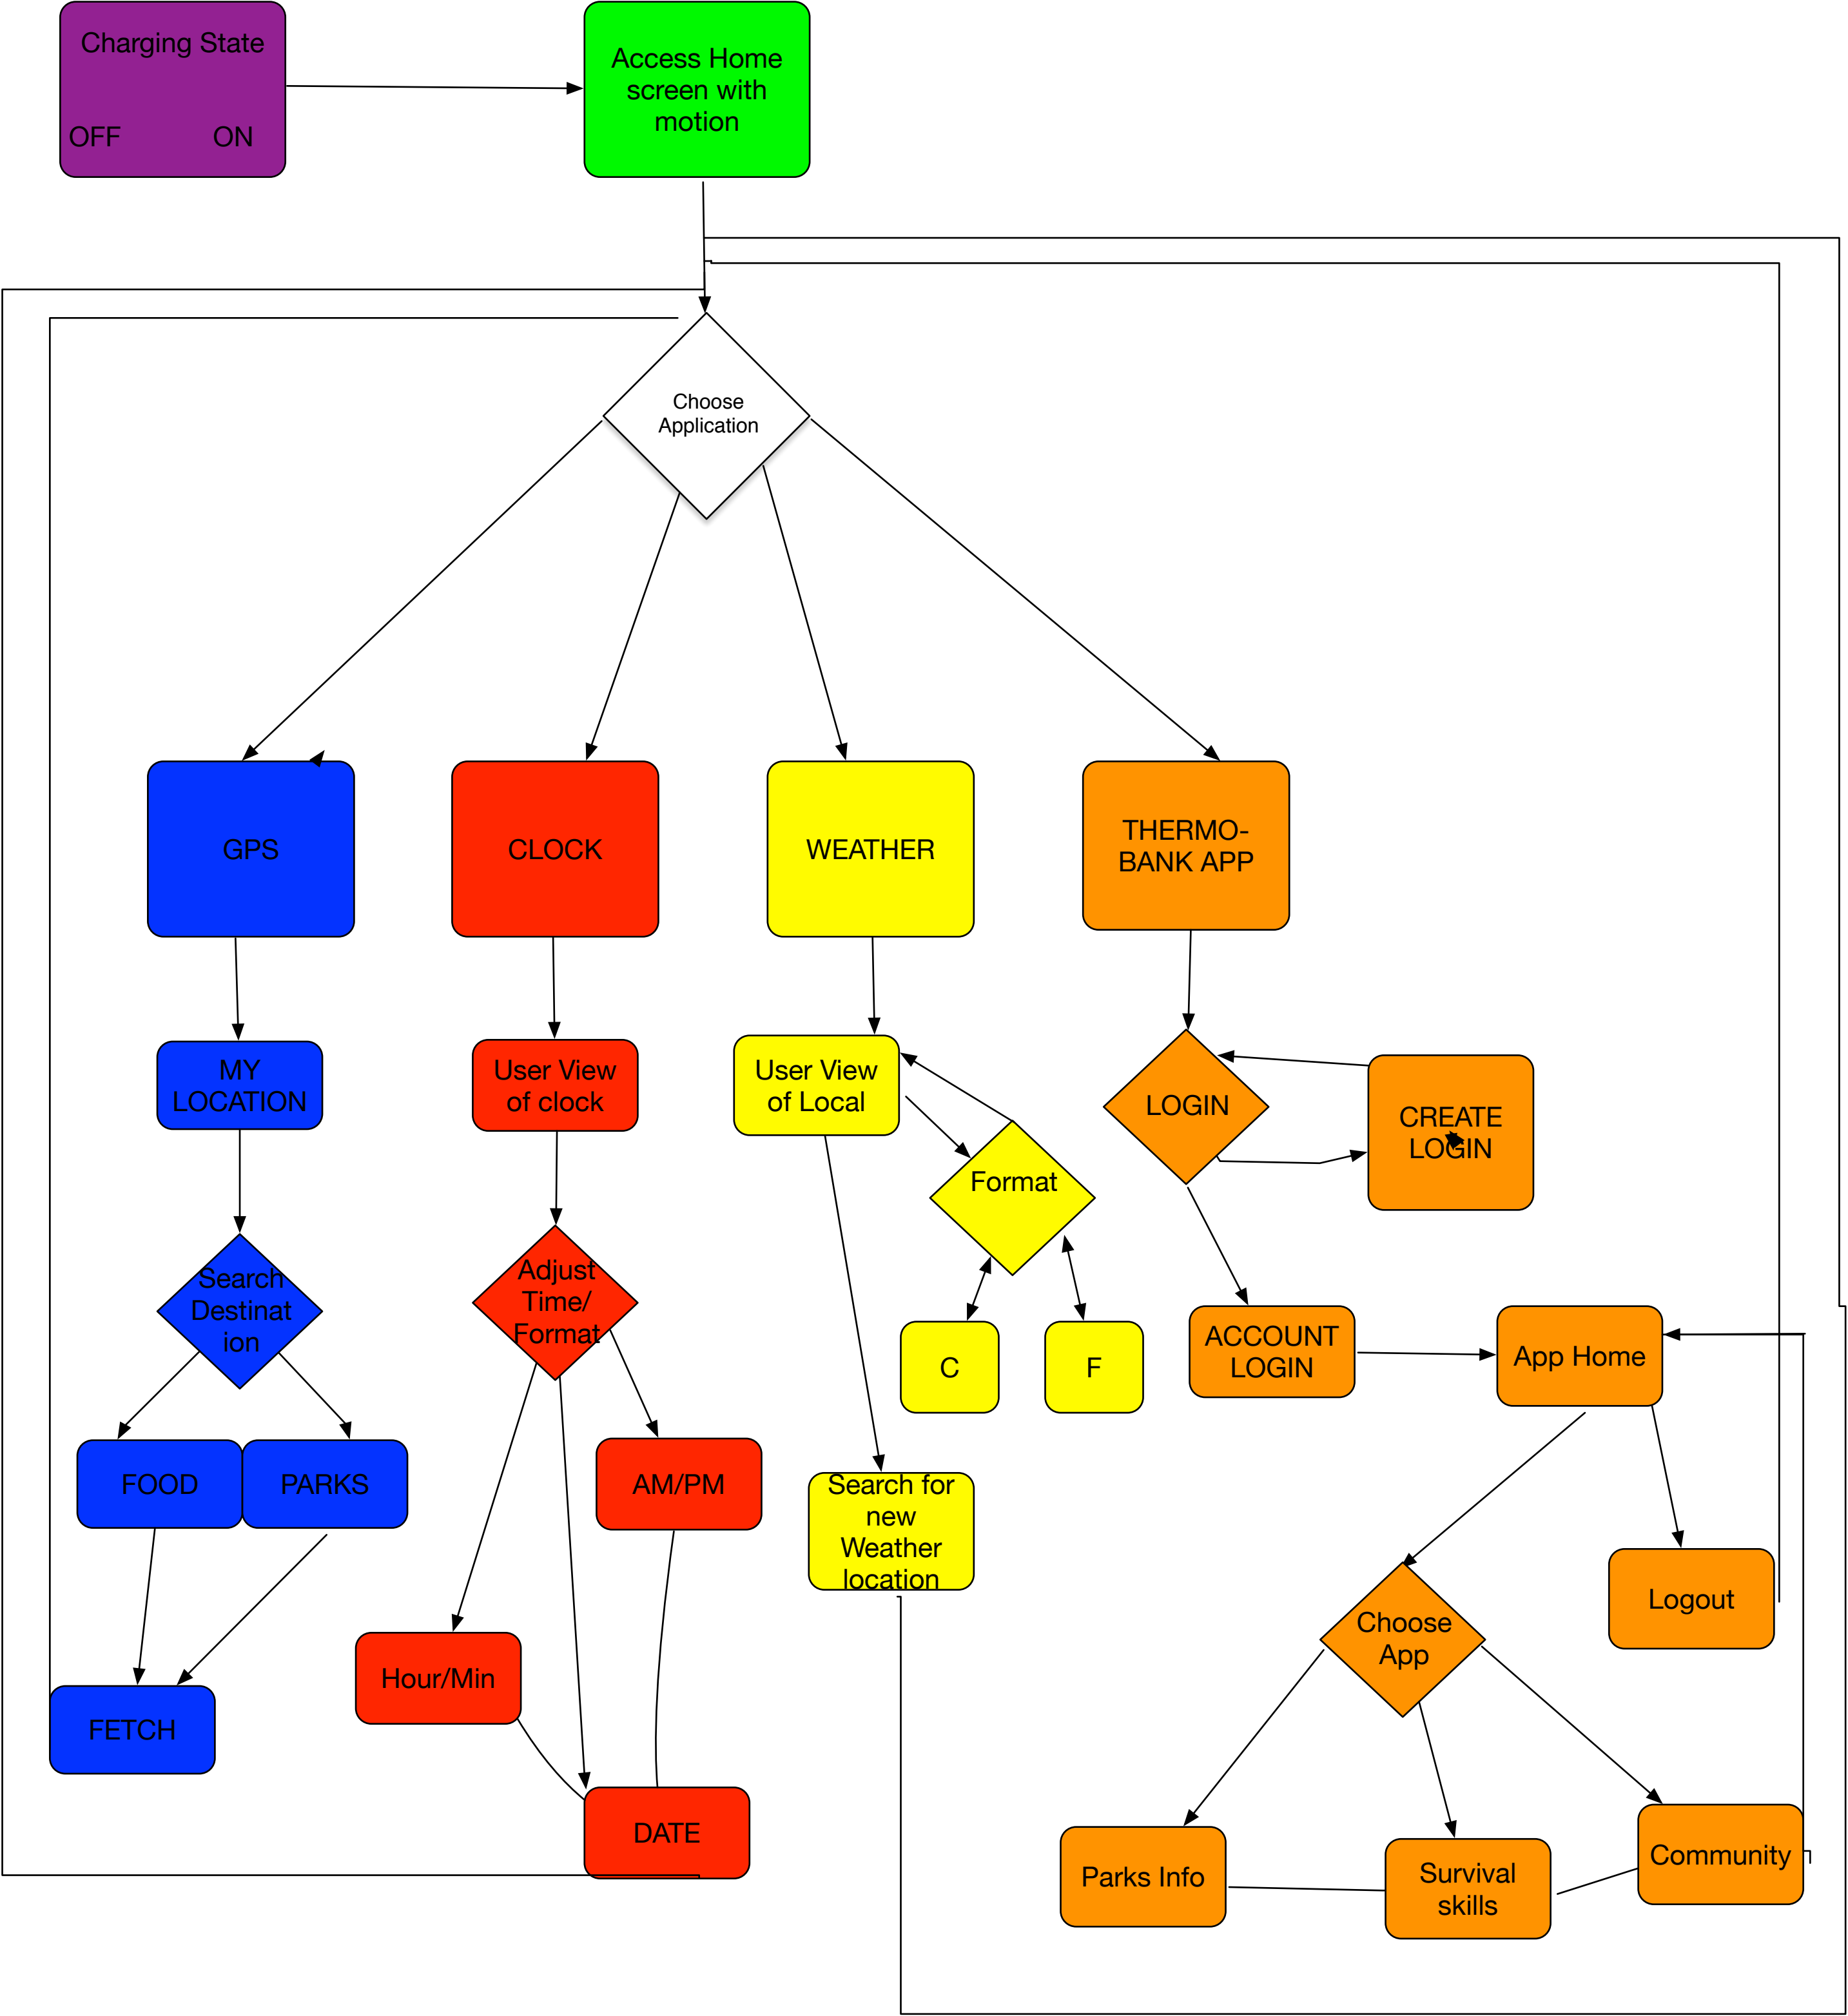 Charging State
OFF ON
Access Home
screen with
motion
Choose
Application
GPS
CLOCK
WEATHER
THERMO-
BANK APP
MY
LOCATION
User View
of clock
User View
of Local
LOGIN
CREATE
LOGIN
Format
Search
Destinat
ion
Adjust
Time/
Format
C
F
ACCOUNT
LOGIN
App Home
FOOD
PARKS
AM/PM
Search for
new
Weather
location
Logout
Choose
App
Hour/Min
FETCH
DATE
Parks Info
Survival
skills
Community